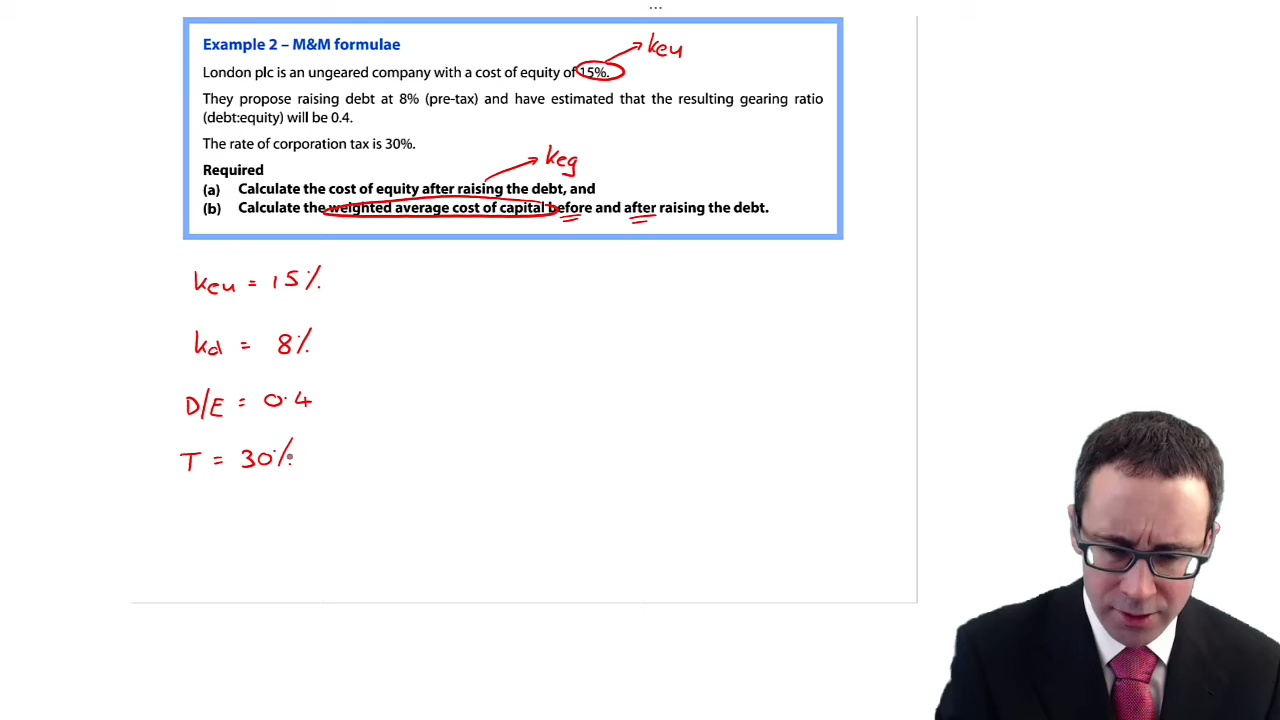 ...
Example 2 – M&M formulae
keu
London plc is an ungeared company with a cost of equity of 15%.
They propose raising debt at 8% (pre-tax) and have estimated that the resulting gearing ratio
(debt:equity) will be 0.4.
The rate of corporation tax is 30%.
keg
Required
(a) Calculate the cost of equity after raising the debt, and
(b) Calculate the weighted average cost of capital before and after raising the debt.
keu = 15%
kd = 8%
D/E = 0.4
T = 30%